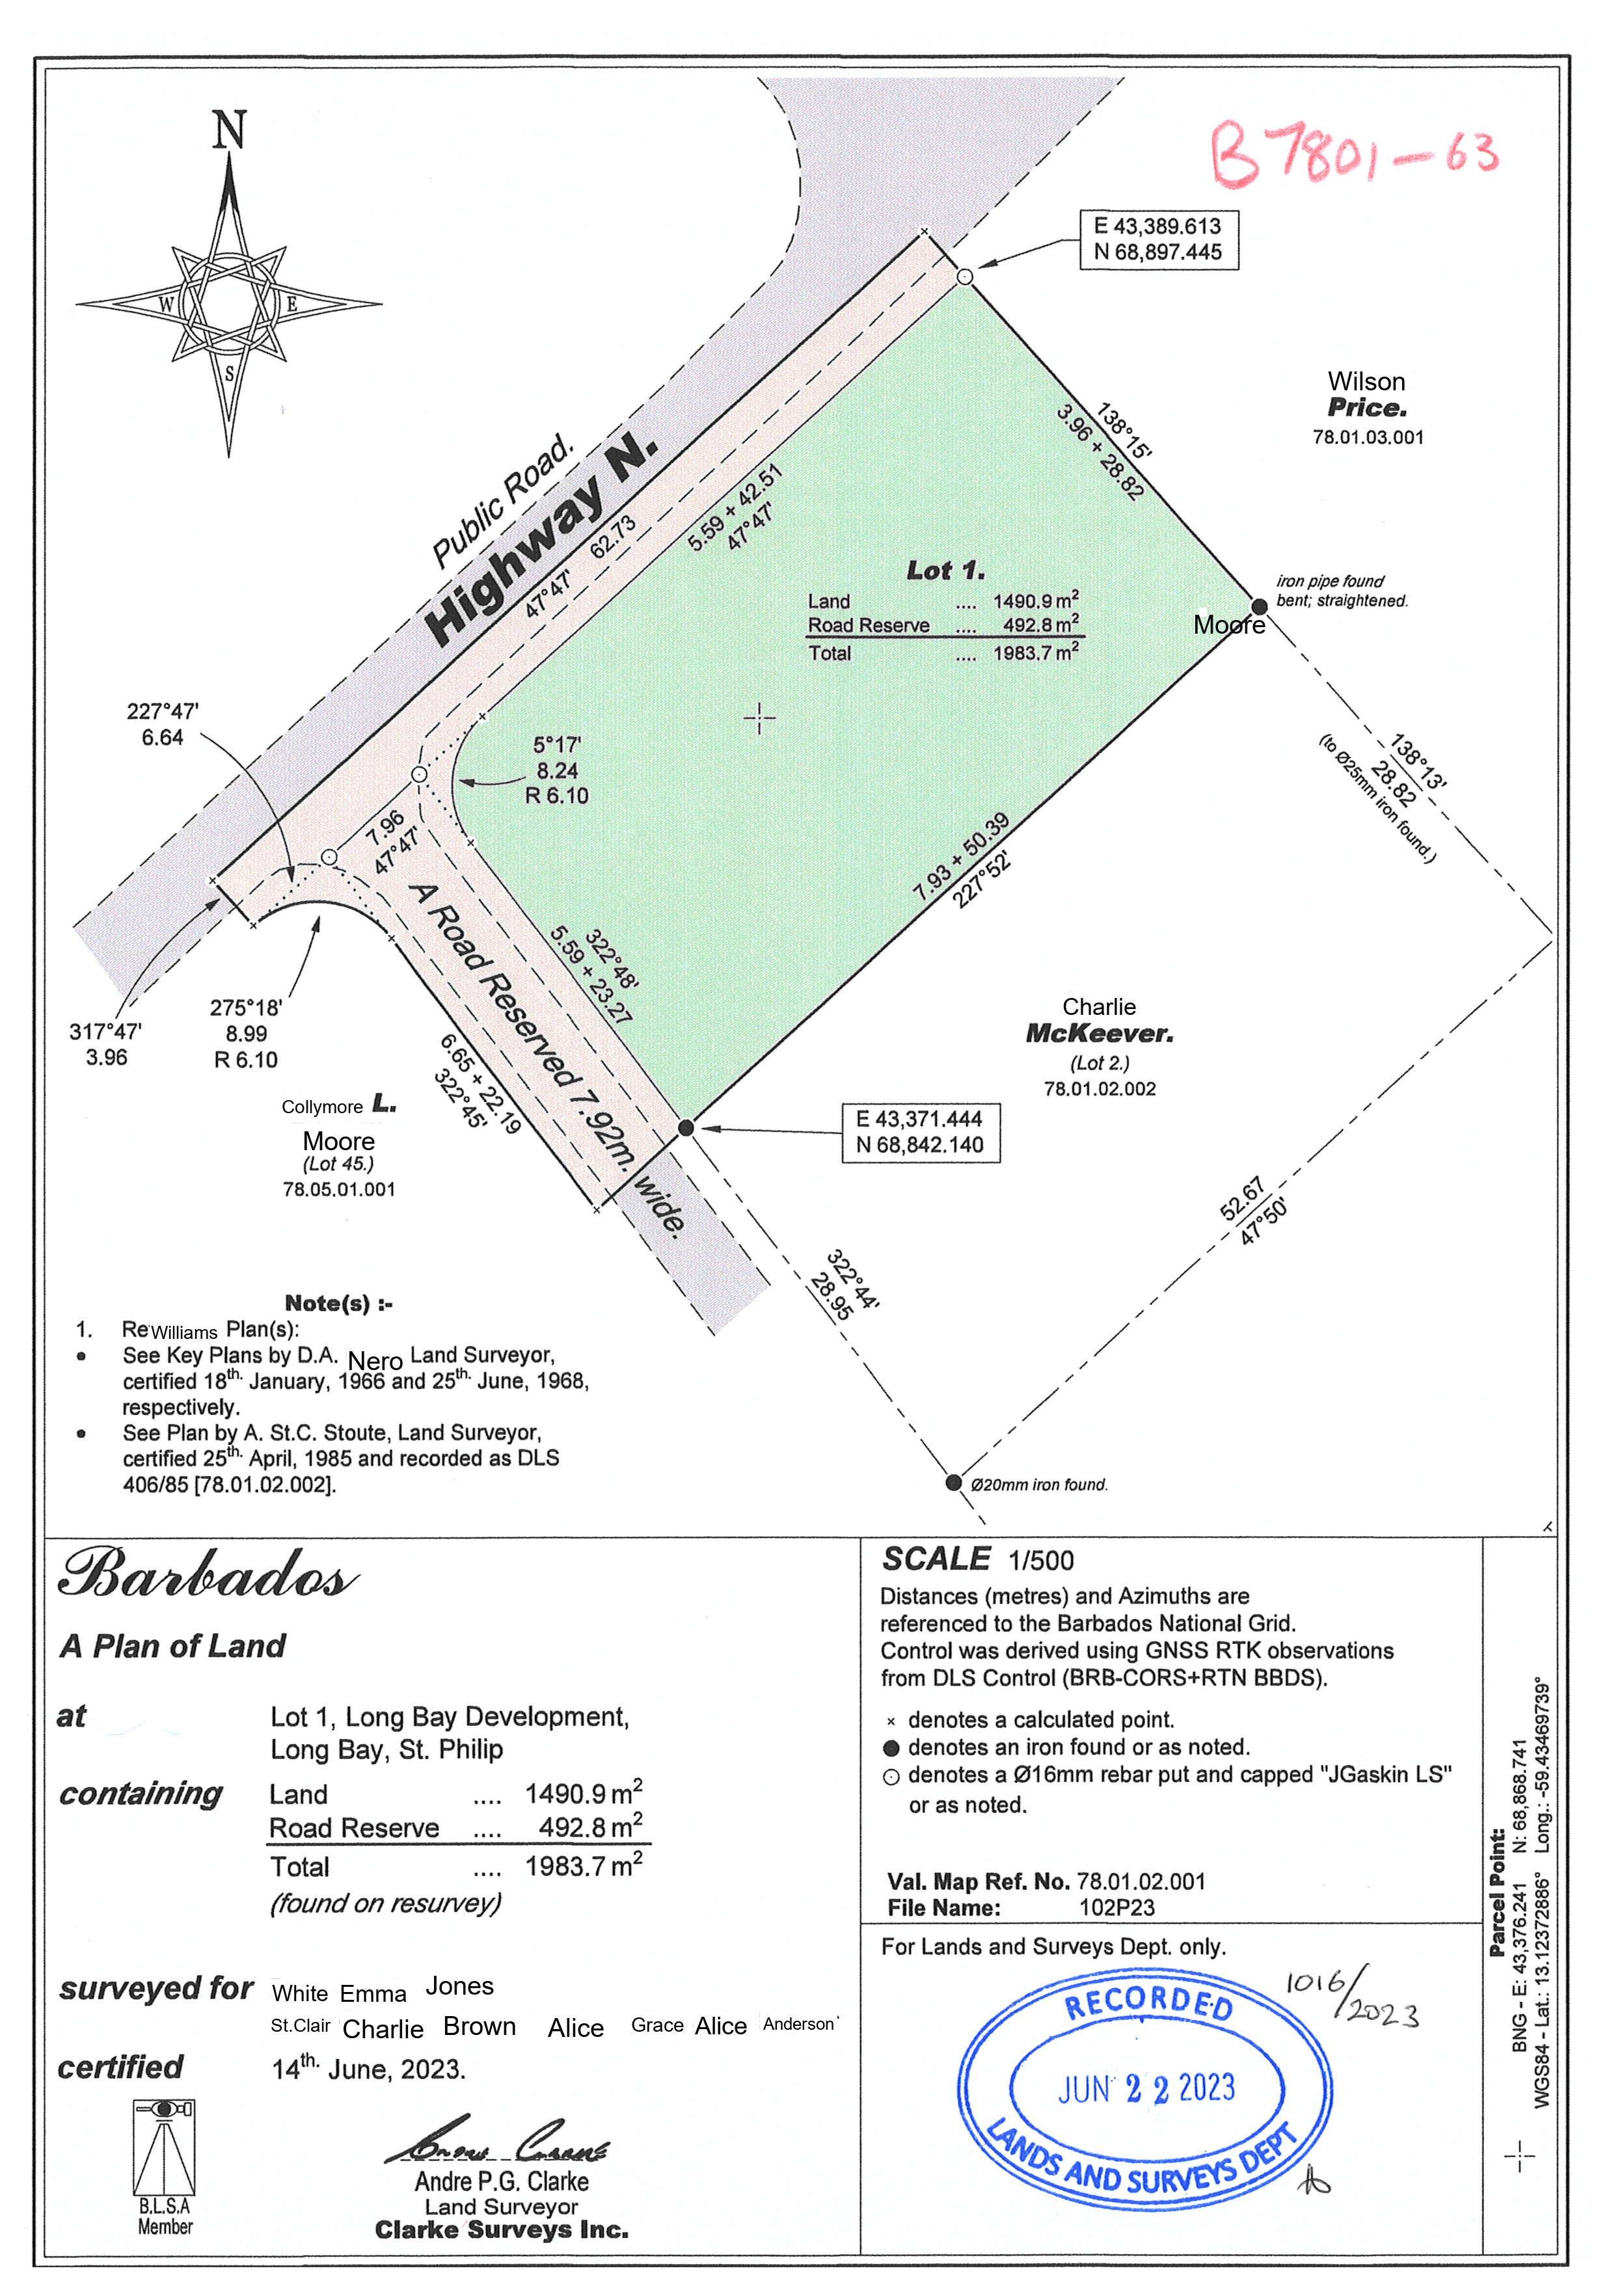 N
W
E
S
B7801-63
E 43,389.613
N 68,897.445
Wilson
Price.
78.01.03.001
138°15'
3.96 + 28.82
Public Road.
Highway N.
62.73
47°47'
5.59 + 42.51
47°47'
Lot 1.
Land .... 1490.9 m²
Road Reserve .... 492.8 m²
Total .... 1983.7 m²
iron pipe found
bent; straightened.
Moore
227°47'
6.64
5°17'
8.24
R 6.10
138°13'
28.82
(to Ø25mm iron found.)
7.96
47°47'
7.93 + 50.39
227°52'
A Road Reserved 7.92m. wide.
322°48'
5.59 + 23.27
317°47'
3.96
275°18'
8.99
R 6.10
6.65 + 22.19
322°45'
Charlie
McKeever.
(Lot 2.)
78.01.02.002
Collymore L.
Moore
(Lot 45.)
78.05.01.001
E 43,371.444
N 68,842.140
52.67
47°50'
322°44'
28.95
Note(s) :-
1. Re Williams Plan(s):
• See Key Plans by D.A. Nero Land Surveyor,
certified 18th. January, 1966 and 25th. June, 1968,
respectively.
• See Plan by A. St.C. Stoute, Land Surveyor,
certified 25th. April, 1985 and recorded as DLS
406/85 [78.01.02.002].
Ø20mm iron found.
Barbados
A Plan of Land
at Lot 1, Long Bay Development,
Long Bay, St. Philip
containing Land .... 1490.9 m²
Road Reserve .... 492.8 m²
Total .... 1983.7 m²
(found on resurvey)
surveyed for White Emma Jones
St.Clair Charlie Brown Alice Grace Alice Anderson
certified 14th. June, 2023.
B.L.S.A
Member
Andre P.G. Clarke
Land Surveyor
Clarke Surveys Inc.
SCALE 1/500
Distances (metres) and Azimuths are
referenced to the Barbados National Grid.
Control was derived using GNSS RTK observations
from DLS Control (BRB-CORS+RTN BBDS).
× denotes a calculated point.
● denotes an iron found or as noted.
⊙ denotes a Ø16mm rebar put and capped "JGaskin LS"
or as noted.
Val. Map Ref. No. 78.01.02.001
File Name: 102P23
For Lands and Surveys Dept. only.
1016/2023
RECORDED
JUN 22 2023
LANDS AND SURVEYS DEPT
Parcel Point:
BNG - E: 43,376.241 N: 68,868.741
WGS84 - Lat.: 13.12372886° Long.: -59.43469739°